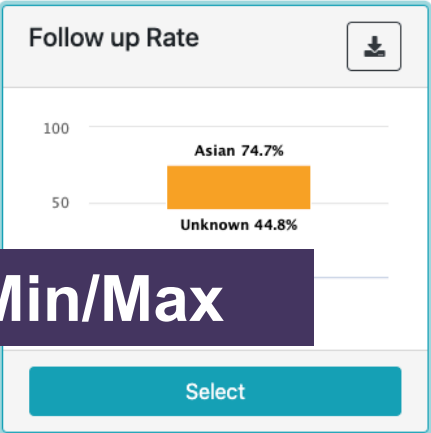 Follow up Rate
100
Asian 74.7%
50
Unknown 44.8%
Min/Max
Select